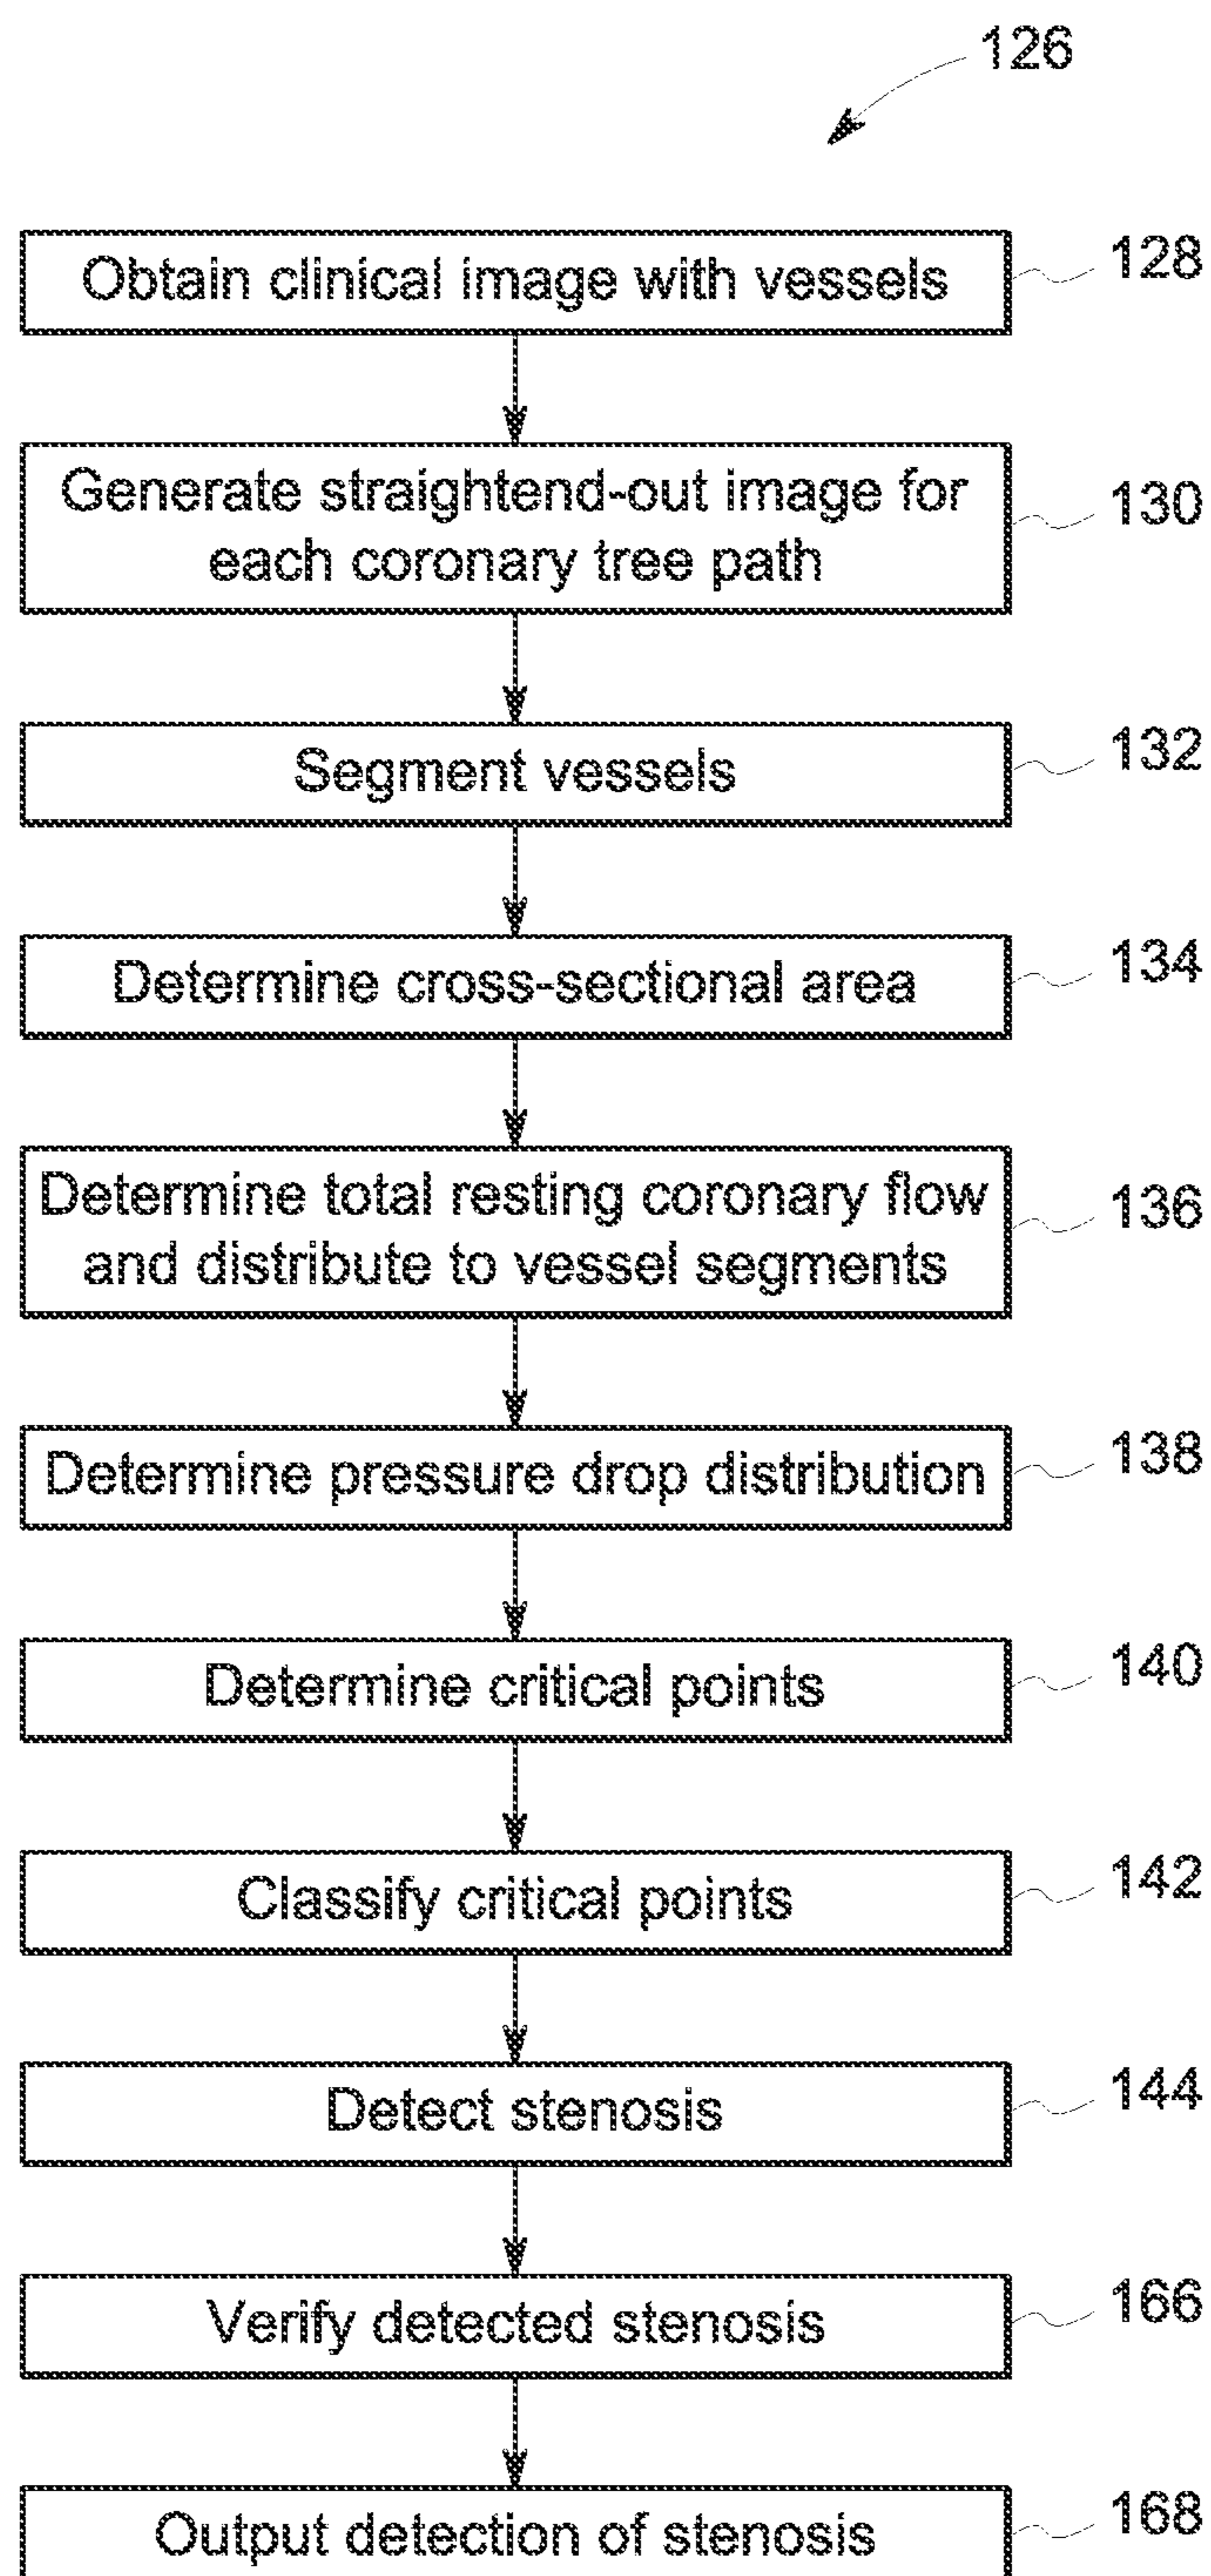 126
Obtain clinical image with vessels
128
Generate straightend-out image for
each coronary tree path
130
Segment vessels
132
Determine cross-sectional area
134
Determine total resting coronary flow
and distribute to vessel segments
136
Determine pressure drop distribution
138
Determine critical points
140
Classify critical points
142
Detect stenosis
144
Verify detected stenosis
166
Output detection of stenosis
168